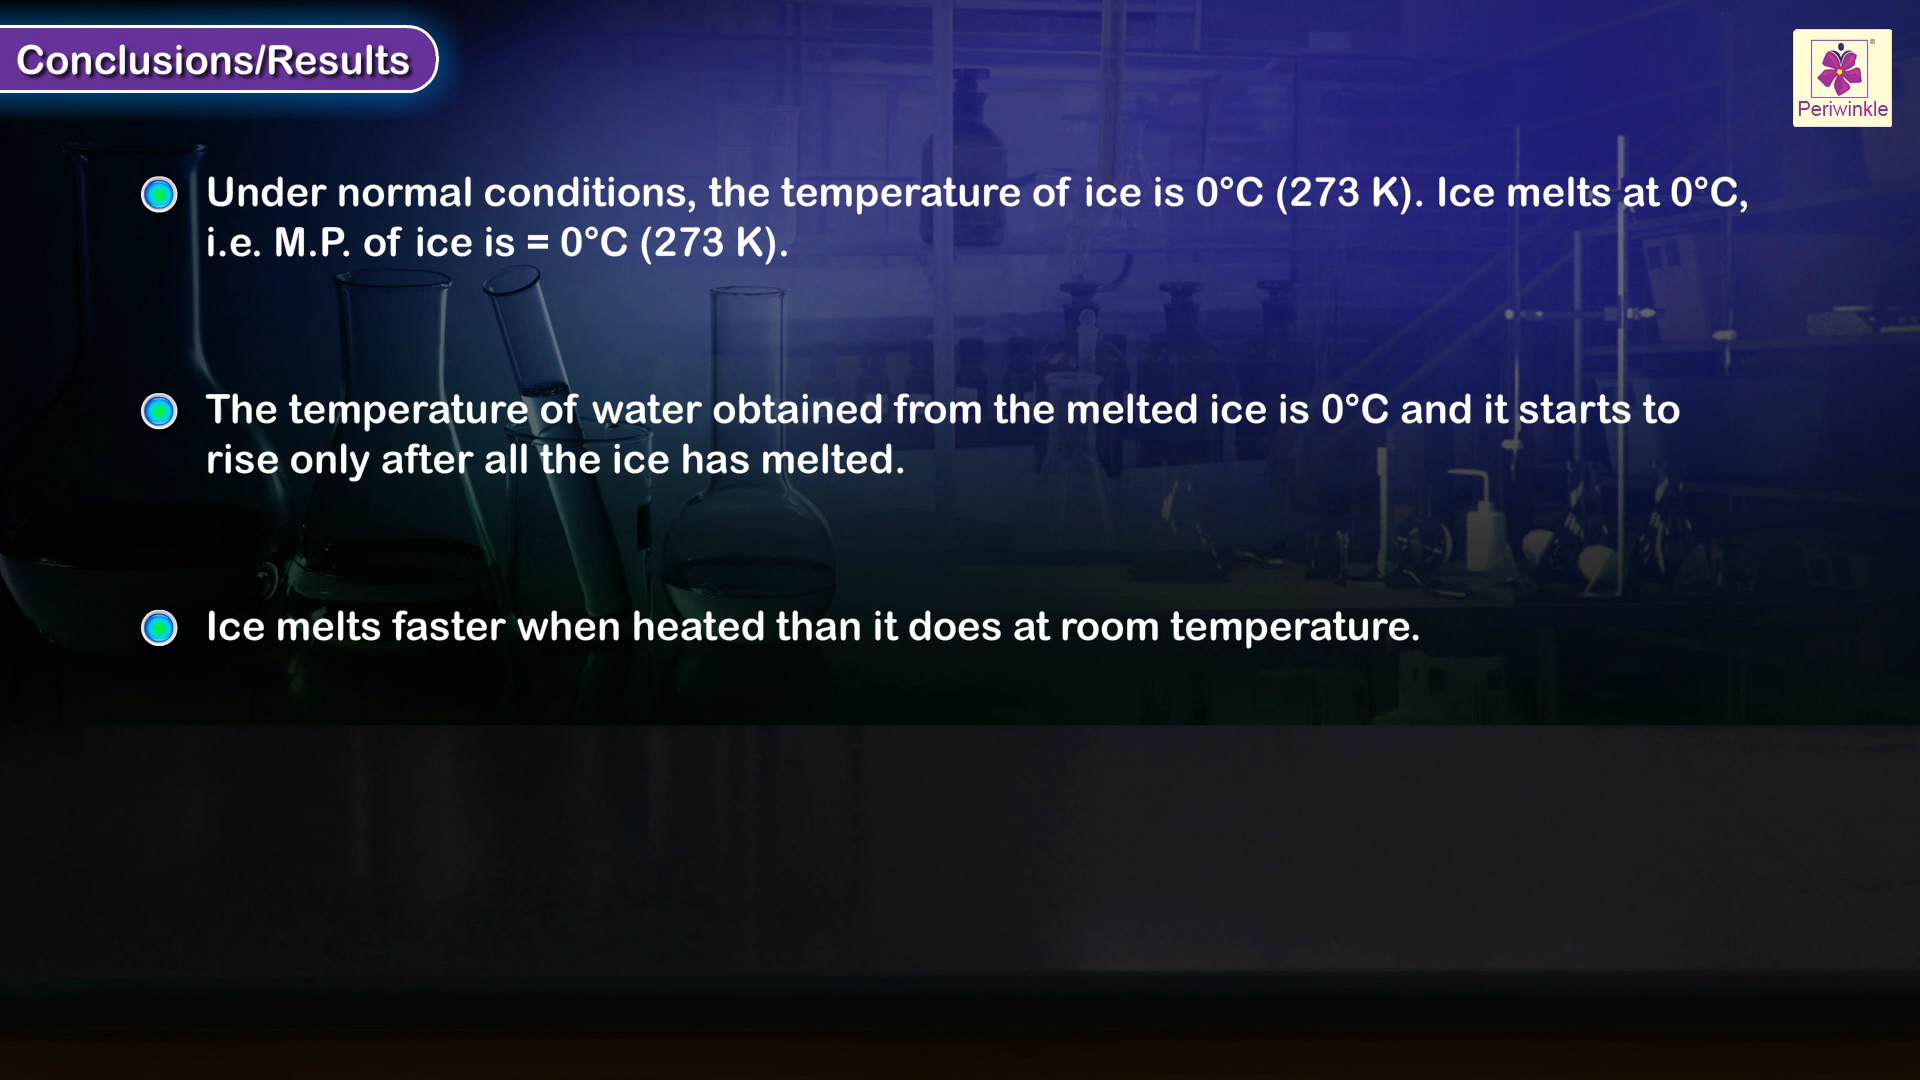 Conclusions/Results
Periwinkle
Under normal conditions, the temperature of ice is 0°C (273 K). Ice melts at 0°C,
i.e. M.P. of ice is = 0°C (273 K).
The temperature of water obtained from the melted ice is 0°C and it starts to
rise only after all the ice has melted.
Ice melts faster when heated than it does at room temperature.